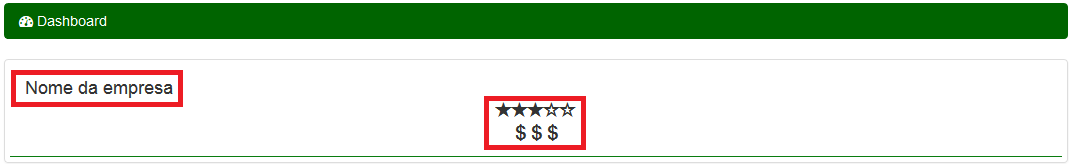 Dashboard
Nome da empresa
★★★☆☆
$ $ $